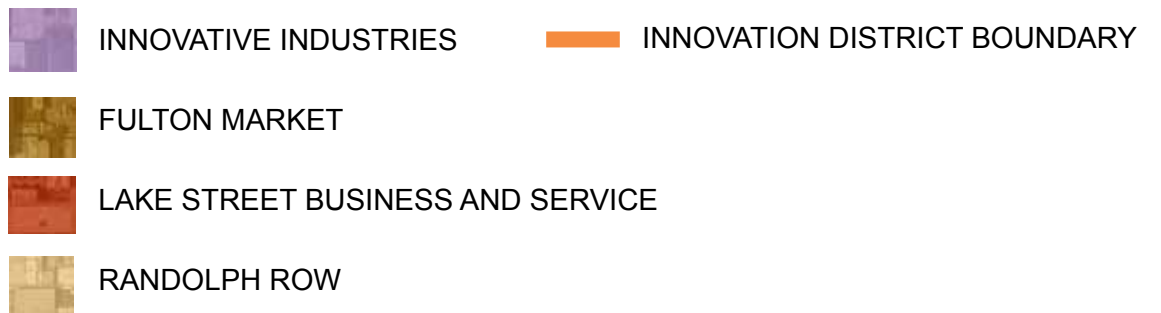 INNOVATIVE INDUSTRIES
INNOVATION DISTRICT BOUNDARY
FULTON MARKET
LAKE STREET BUSINESS AND SERVICE
RANDOLPH ROW